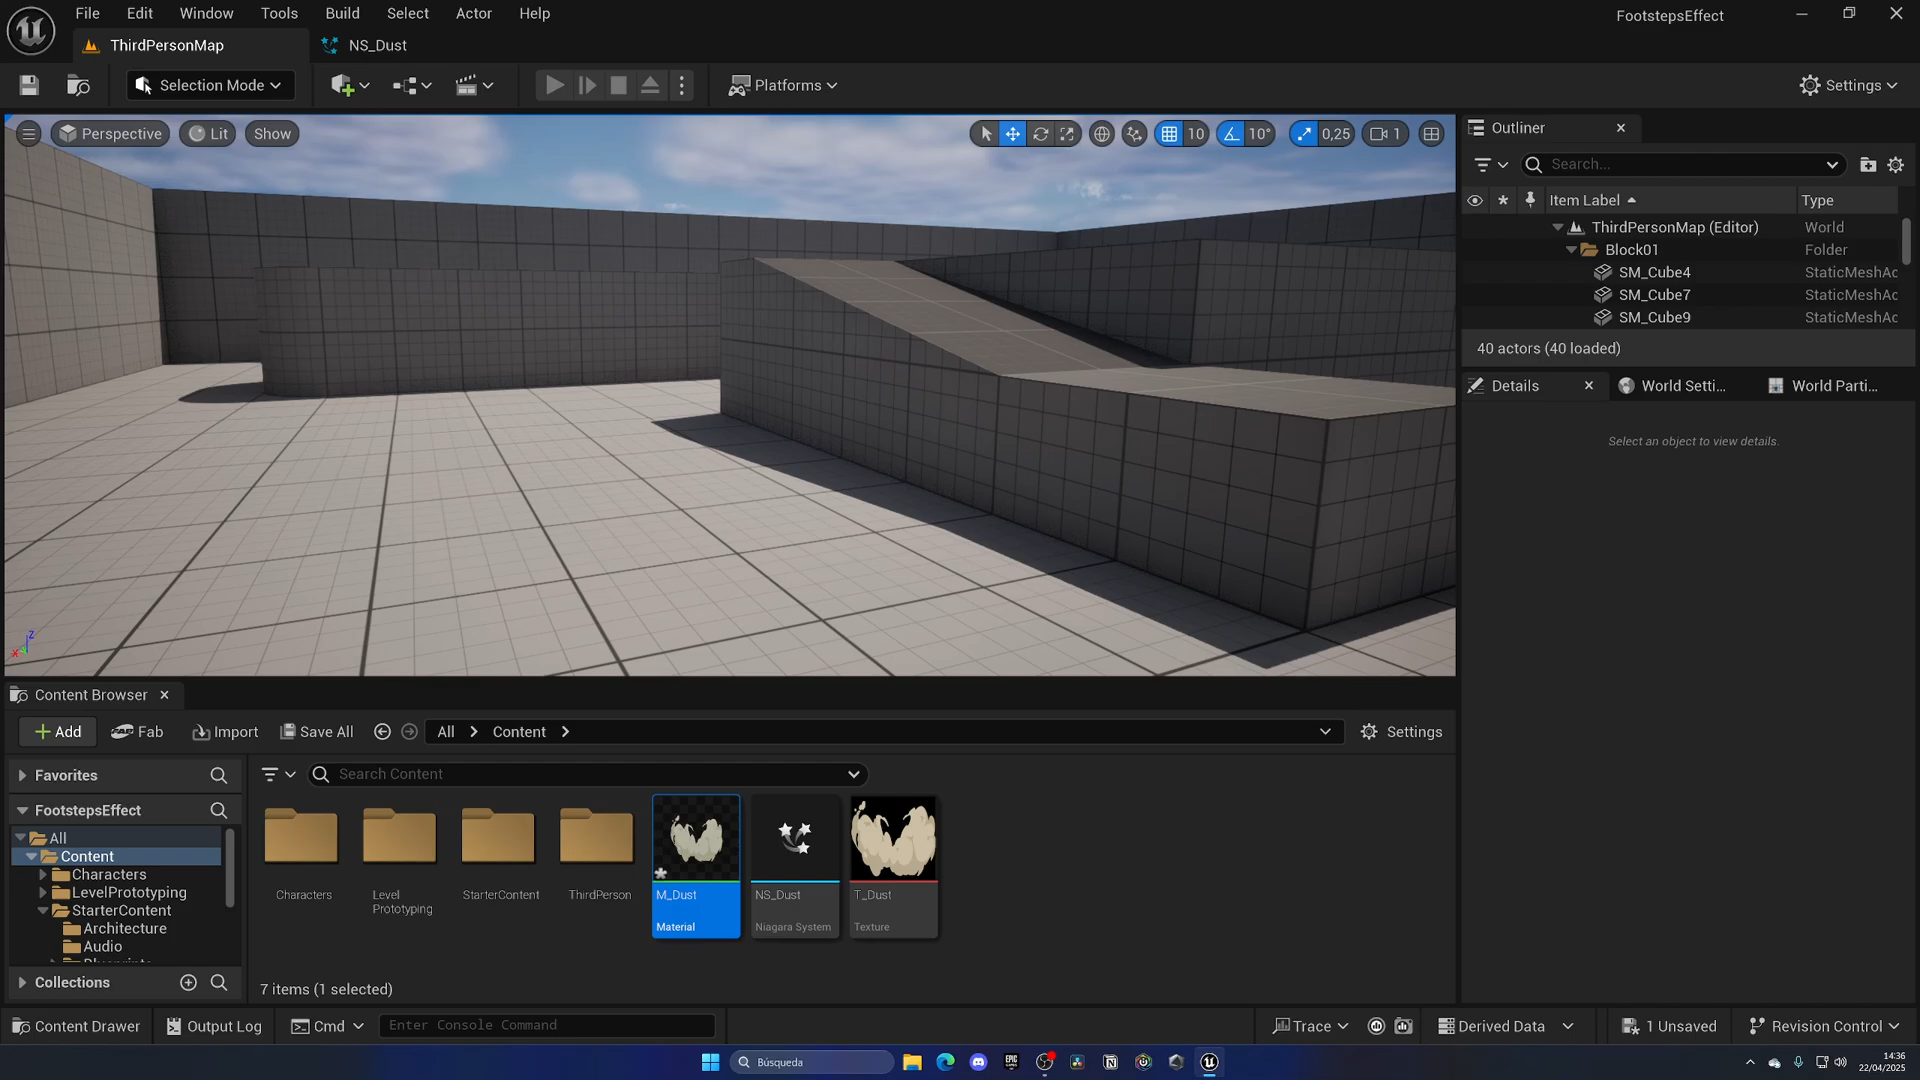 File Edit Window Tools Build Select Actor Help
FootstepsEffect
ThirdPersonMap
NS_Dust
Selection Mode
Platforms
Settings
Perspective
Lit
Show
10
10°
0,25
1
Outliner
Search...
Item Label
Type
ThirdPersonMap (Editor) World
Block01 Folder
SM_Cube4 StaticMeshAc
SM_Cube7 StaticMeshAc
SM_Cube9 StaticMeshAc
40 actors (40 loaded)
Details
World Setti...
World Parti...
Select an object to view details.
Z
Content Browser
Add
Fab
Import
Save All
All
Content
Settings
Favorites
Search Content
FootstepsEffect
All
Content
Characters
LevelPrototyping
StarterContent
Architecture
Audio
Collections
Characters
Level
Prototyping
StarterContent
ThirdPerson
M_Dust
Material
NS_Dust
Niagara System
T_Dust
Texture
7 items (1 selected)
Content Drawer
Output Log
Cmd
Enter Console Command
Trace
Derived Data
1 Unsaved
Revision Control
Búsqueda
14:36
22/04/2025